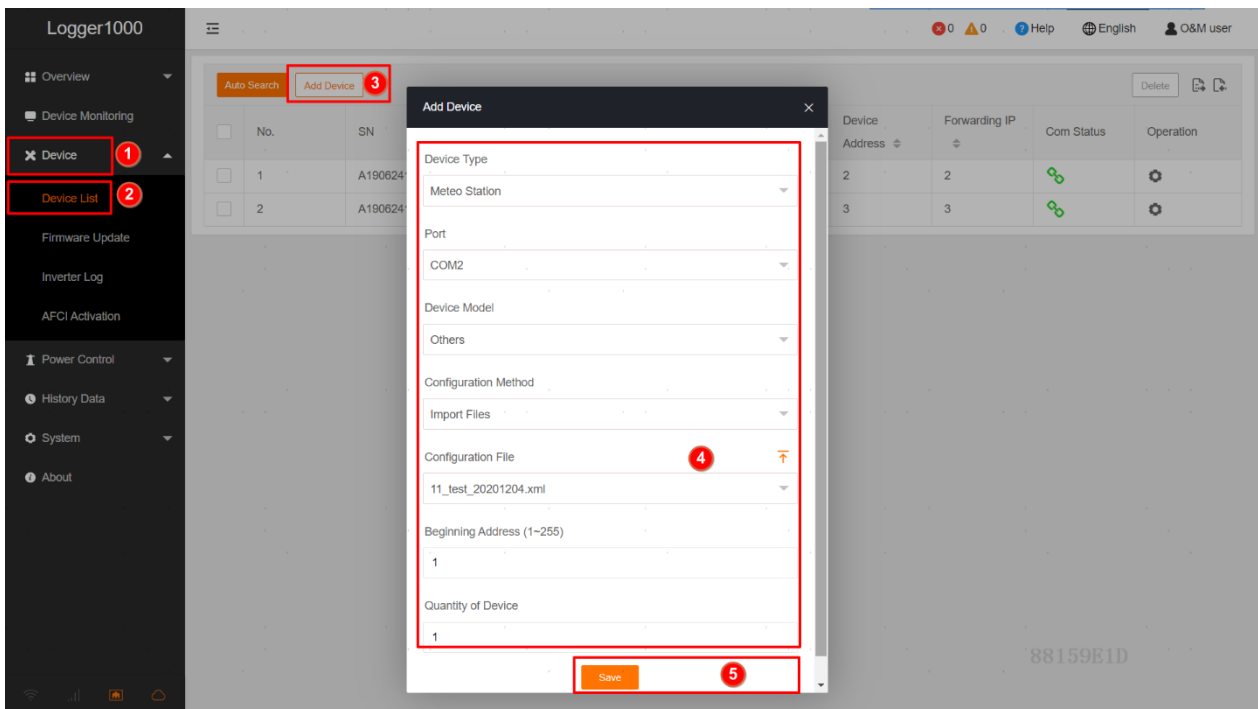 Logger1000
0
0
Help
English
O&M user
Overview
Device Monitoring
Device
1
Device List
2
Firmware Update
Inverter Log
AFCI Activation
Power Control
History Data
System
About
Auto Search
Add Device
3
Delete
No.
SN
Device Address
Forwarding IP
Com Status
Operation
1
A1906241
2
2
2
A1906241
3
3
Add Device
Device Type
Meteo Station
Port
COM2
Device Model
Others
Configuration Method
Import Files
Configuration File
4
11_test_20201204.xml
Beginning Address (1~255)
1
Quantity of Device
1
Save
5
88159E1D